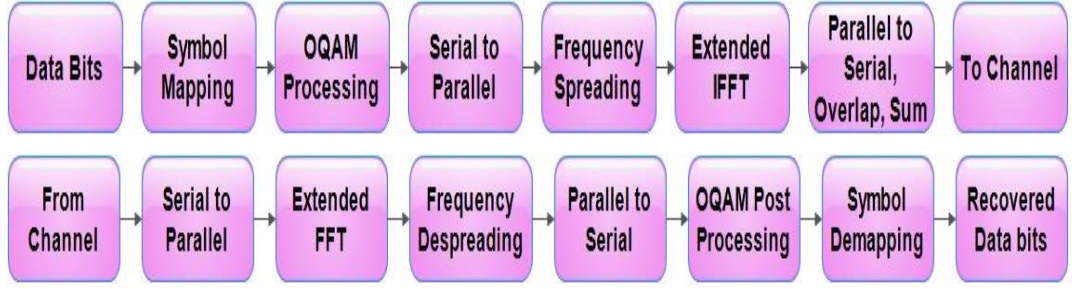 Data Bits
Symbol
Mapping
OQAM
Processing
Serial to
Parallel
Frequency
Spreading
Extended
IFFT
Parallel to
Serial,
Overlap, Sum
To Channel
From
Channel
Serial to
Parallel
Extended
FFT
Frequency
Despreading
Parallel to
Serial
OQAM Post
Processing
Symbol
Demapping
Recovered
Data bits